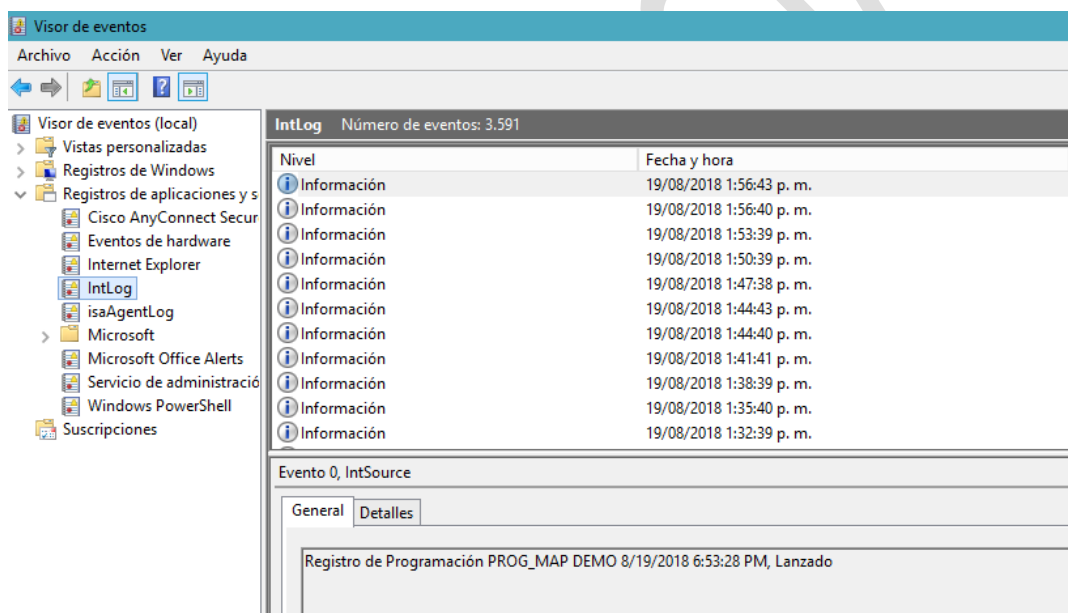 Visor de eventos
Archivo Acción Ver Ayuda
Visor de eventos (local)
Vistas personalizadas
Registros de Windows
Registros de aplicaciones y s
Cisco AnyConnect Secur
Eventos de hardware
Internet Explorer
IntLog
isaAgentLog
Microsoft
Microsoft Office Alerts
Servicio de administració
Windows PowerShell
Suscripciones
IntLog Número de eventos: 3.591
Nivel Fecha y hora
Información 19/08/2018 1:56:43 p. m.
Información 19/08/2018 1:56:40 p. m.
Información 19/08/2018 1:53:39 p. m.
Información 19/08/2018 1:50:39 p. m.
Información 19/08/2018 1:47:38 p. m.
Información 19/08/2018 1:44:43 p. m.
Información 19/08/2018 1:44:40 p. m.
Información 19/08/2018 1:41:41 p. m.
Información 19/08/2018 1:38:39 p. m.
Información 19/08/2018 1:35:40 p. m.
Información 19/08/2018 1:32:39 p. m.
Evento 0, IntSource
General Detalles
Registro de Programación PROG_MAP DEMO 8/19/2018 6:53:28 PM, Lanzado